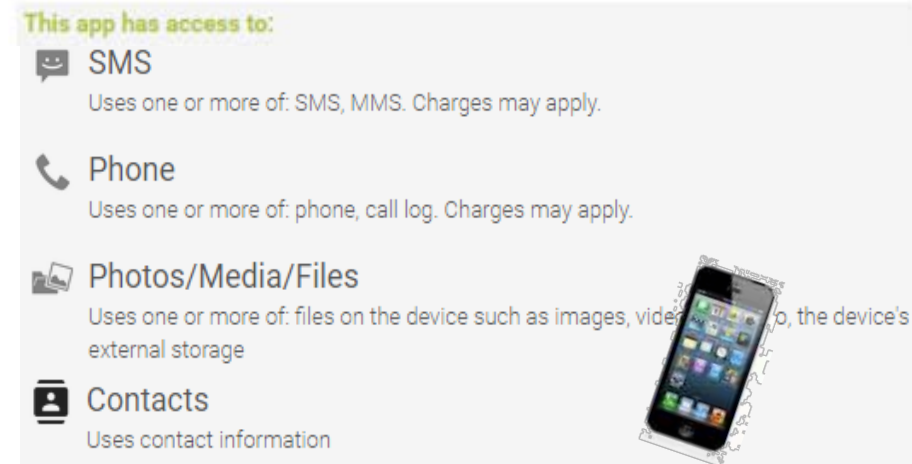 This app has access to:
SMS
Uses one or more of: SMS, MMS. Charges may apply.
Phone
Uses one or more of: phone, call log. Charges may apply.
Photos/Media/Files
Uses one or more of: files on the device such as images, the device's
external storage
Contacts
Uses contact information